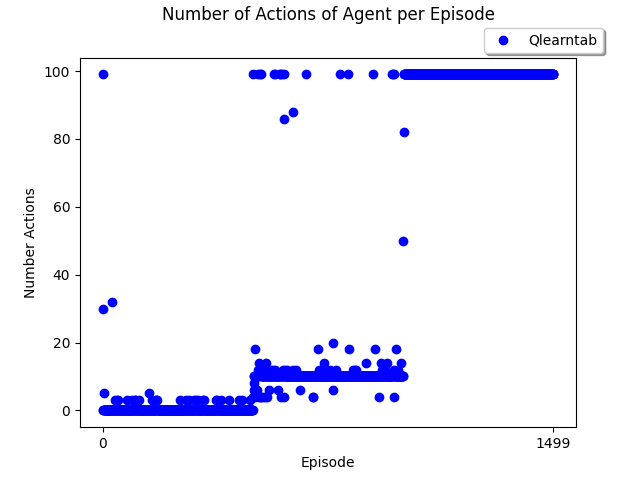 Number of Actions of Agent per Episode
Qlearntab
100
80
60
40
20
0
Number Actions
0
1499
Episode